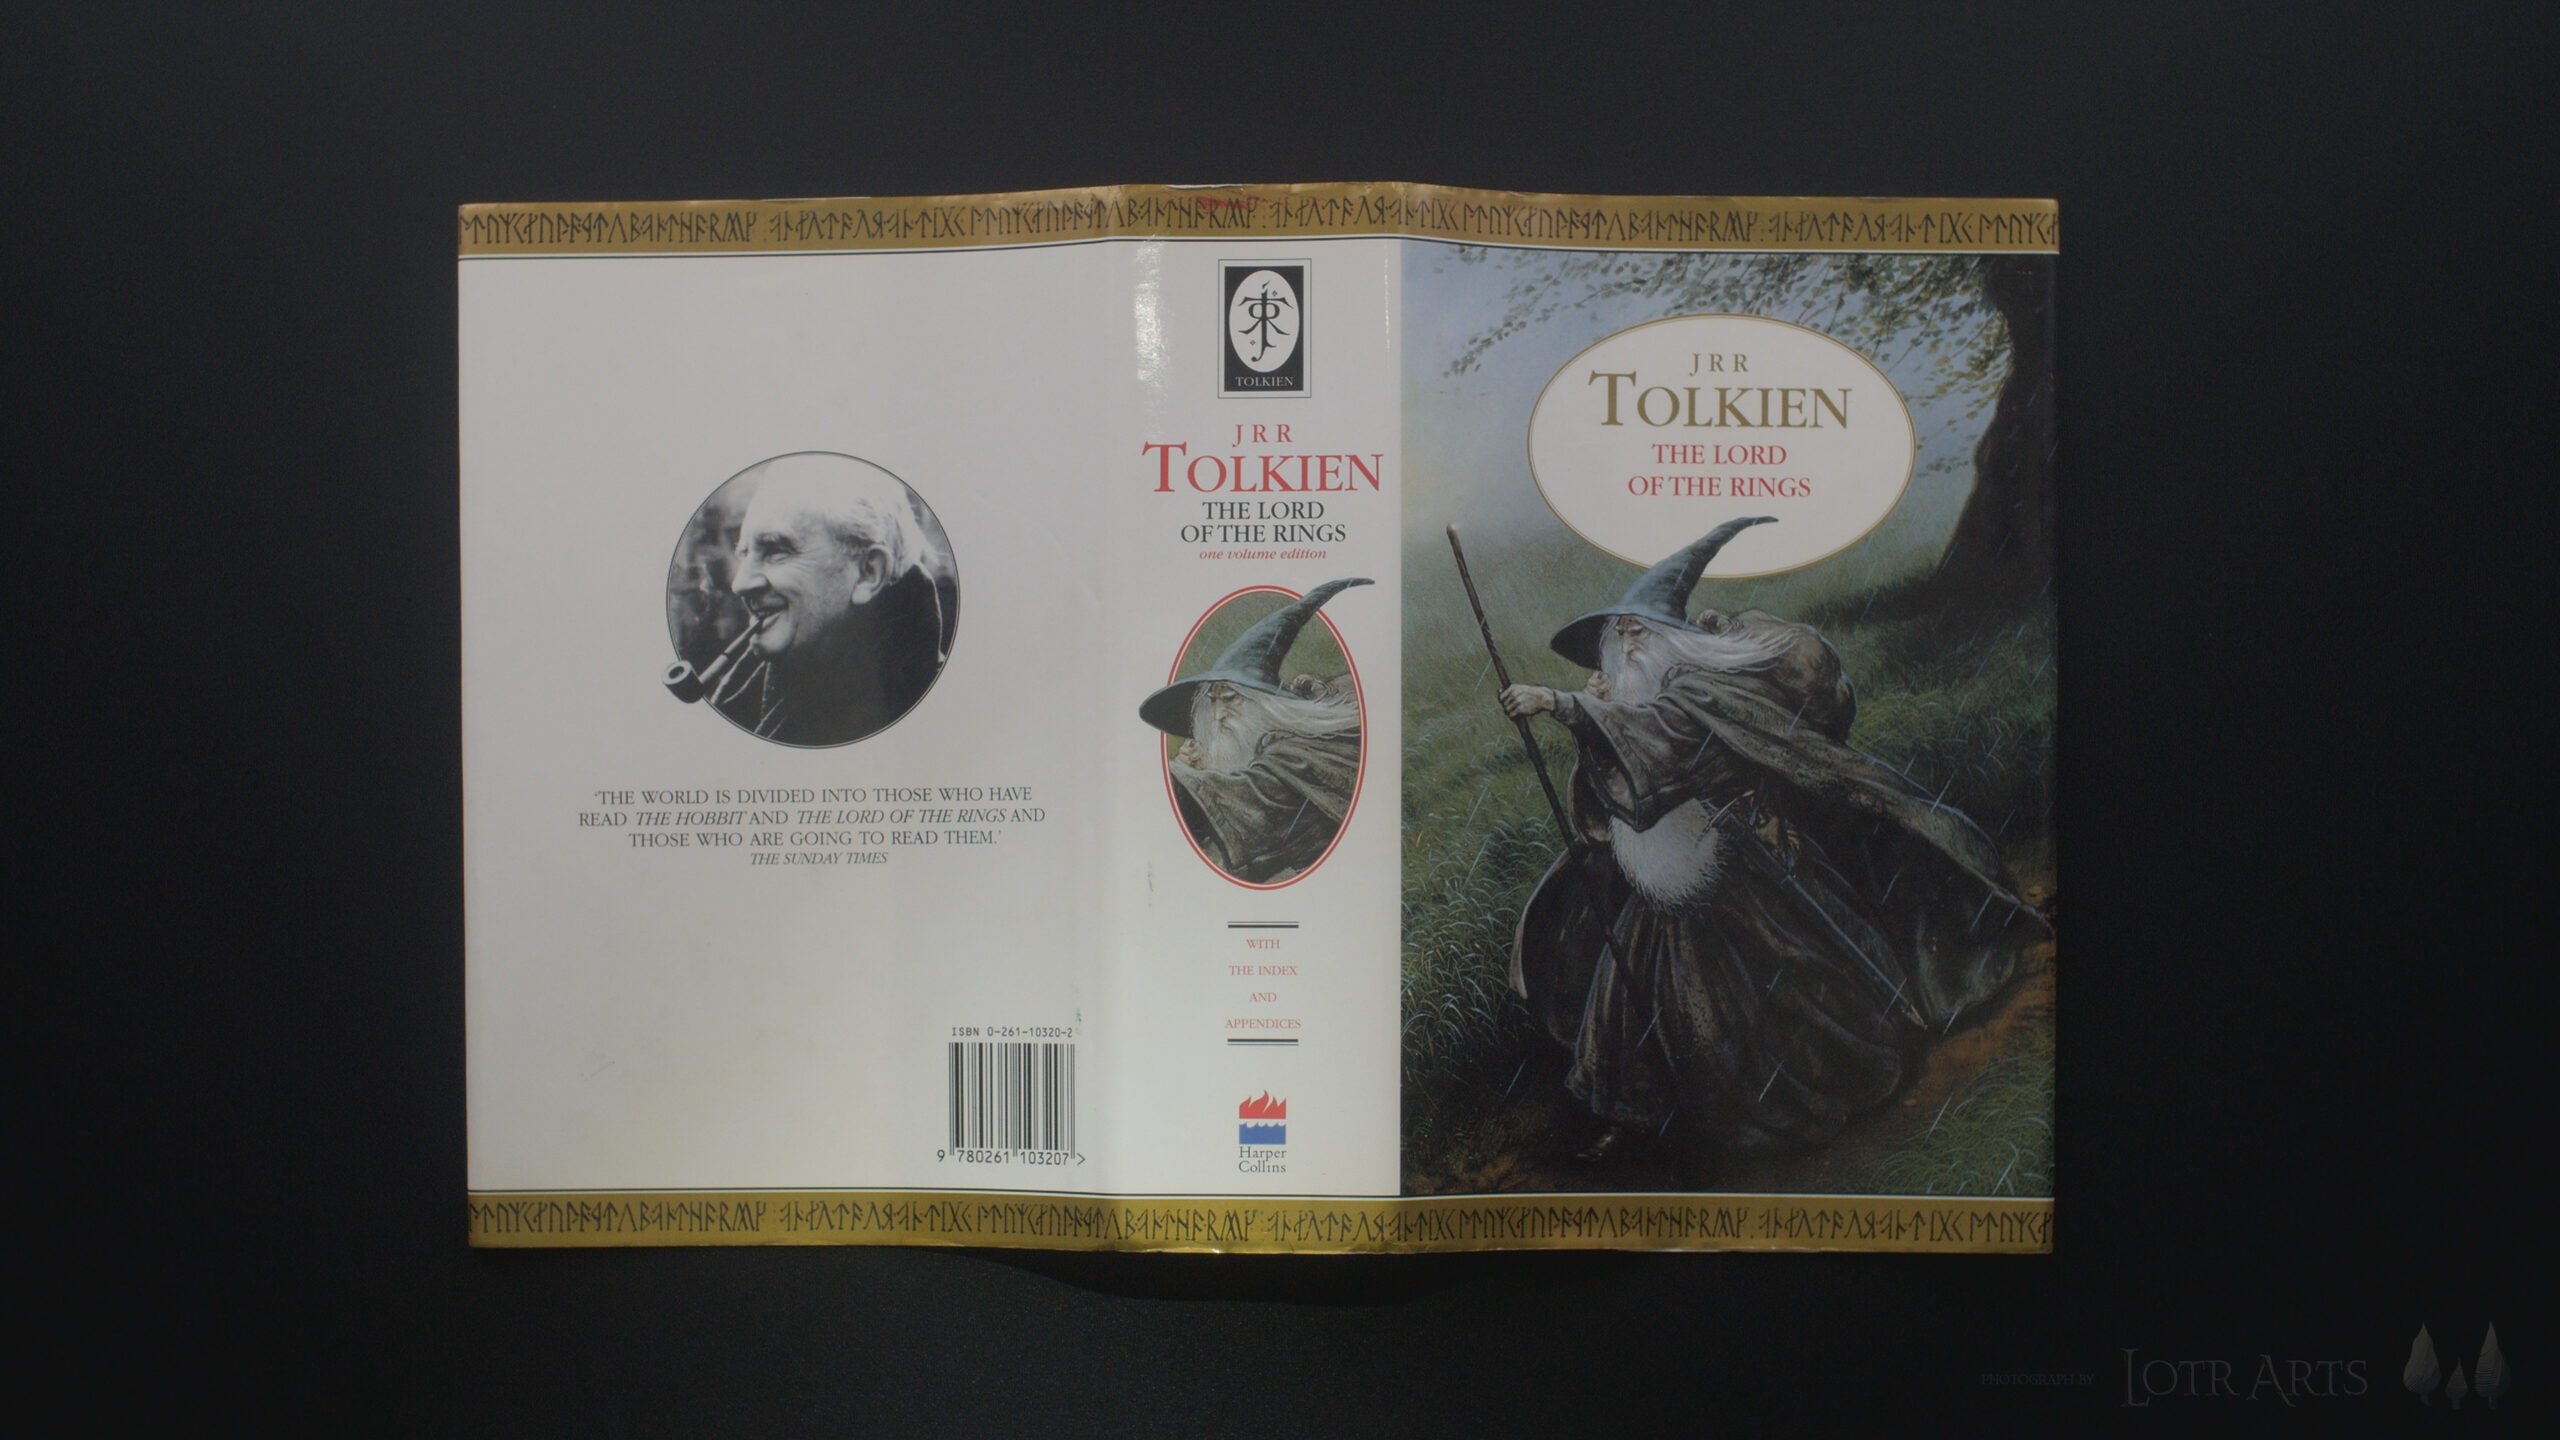 'THE WORLD IS DIVIDED INTO THOSE WHO HAVE
READ THE HOBBIT AND THE LORD OF THE RINGS AND
THOSE WHO ARE GOING TO READ THEM.'
THE SUNDAY TIMES
ISBN 0-261-10320-2
9 780261 103207 >
TOLKIEN
J R R
TOLKIEN
THE LORD
OF THE RINGS
one volume edition
WITH
THE INDEX
AND
APPENDICES
Harper
Collins
J R R
TOLKIEN
THE LORD
OF THE RINGS
PHOTOGRAPH BY
LOTR ARTS